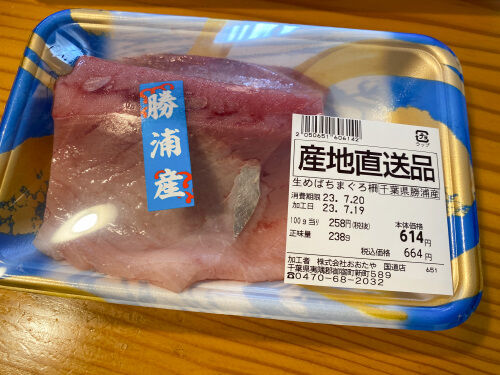 勝浦産
ラップ
2 050651 606142
産地直送品
生めばちまぐろ柵 千葉県勝浦産
消費期限 23. 7.20
加工日 23. 7.19
100g当り 258円(税抜) 本体価格
正味量 238g 614円
税込価格 664円
加工者 株式会社おおたや 国道店 651
千葉県夷隅郡御宿町新町589
☎0470-68-2032